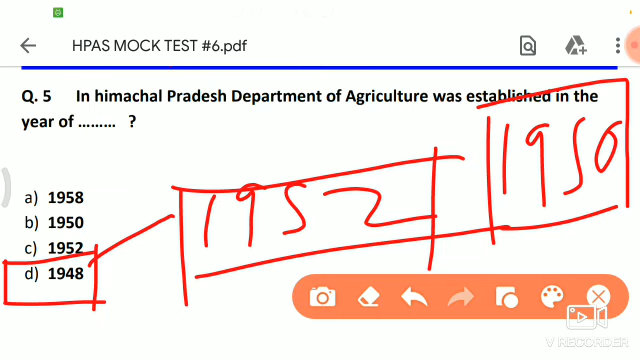 HPAS MOCK TEST #6.pdf
Q. 5 In himachal Pradesh Department of Agriculture was established in the
year of ......... ?
a) 1958
b) 1950
c) 1952
d) 1948
1952
1950
V RECORDER